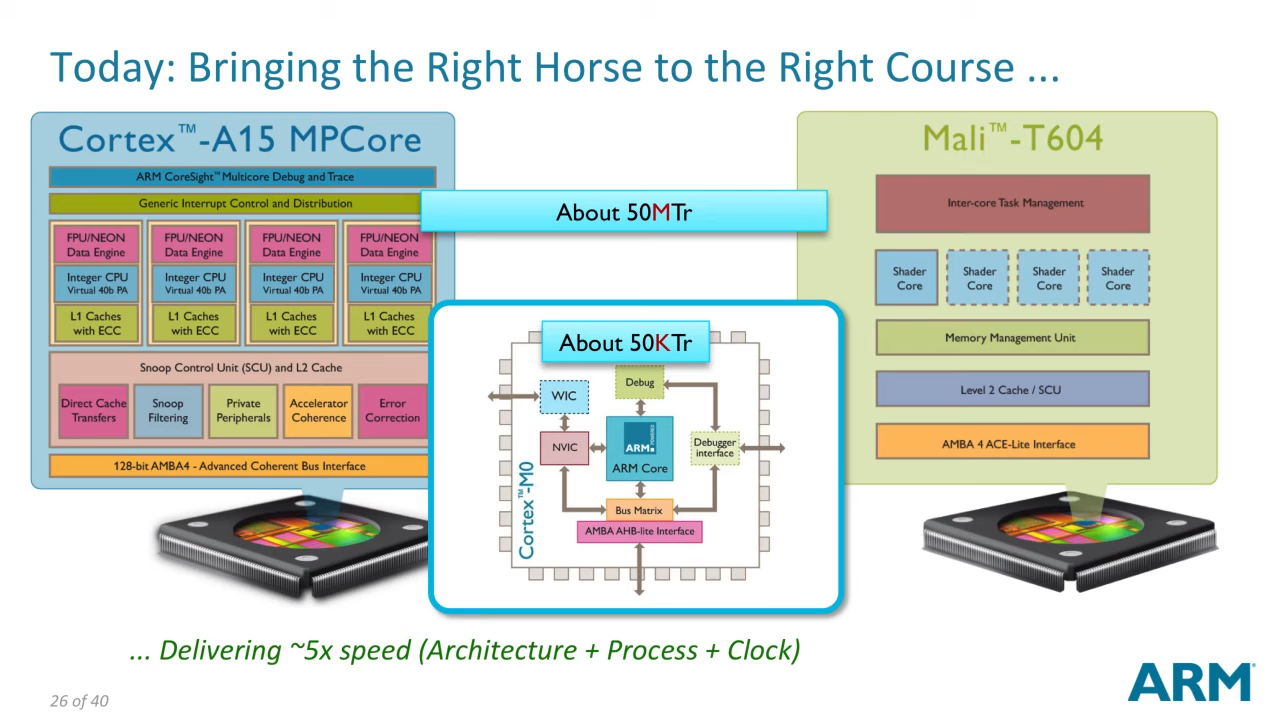 Today: Bringing the Right Horse to the Right Course ...
Cortex™-A15 MPCore
ARM CoreSight™ Multicore Debug and Trace
Generic Interrupt Control and Distribution
FPU/NEON
Data Engine
FPU/NEON
Data Engine
FPU/NEON
Data Engine
FPU/NEON
Data Engine
Integer CPU
Virtual 40b PA
Integer CPU
Virtual 40b PA
Integer CPU
Virtual 40b PA
Integer CPU
Virtual 40b PA
L1 Caches
with ECC
L1 Caches
with ECC
L1 Caches
with ECC
L1 Caches
with ECC
Snoop Control Unit (SCU) and L2 Cache
Direct Cache
Transfers
Snoop
Filtering
Private
Peripherals
Accelerator
Coherence
Error
Correction
128-bit AMBA4 - Advanced Coherent Bus Interface
About 50MTr
About 50KTr
WIC
Debug
NVIC
ARM
POWERED
ARM Core
Debugger
interface
Bus Matrix
AMBA AHB-lite Interface
Cortex™-M0
Mali™-T604
Inter-core Task Management
Shader
Core
Shader
Core
Shader
Core
Shader
Core
Memory Management Unit
Level 2 Cache / SCU
AMBA 4 ACE-Lite Interface
... Delivering ~5x speed (Architecture + Process + Clock)
26 of 40
ARM®